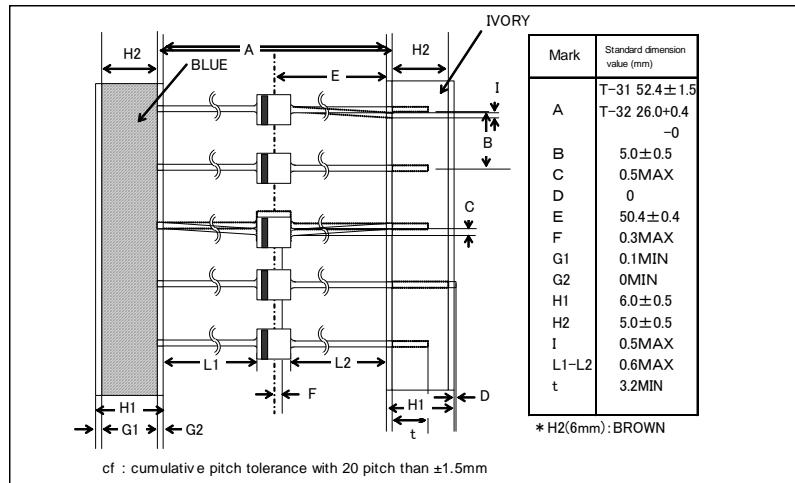 IVORY
H2
A
H2
BLUE
E
I
B
C
L1
L2
F
H1
G1
G2
H1
D
t
cf : cumulative pitch tolerance with 20 pitch than ±1.5mm
Mark Standard dimension
value (mm)
A T-31 52.4±1.5
T-32 26.0+0.4
-0
B 5.0±0.5
C 0.5MAX
D 0
E 50.4±0.4
F 0.3MAX
G1 0.1MIN
G2 0MIN
H1 6.0±0.5
H2 5.0±0.5
I 0.5MAX
L1-L2 0.6MAX
t 3.2MIN
*H2(6mm):BROWN